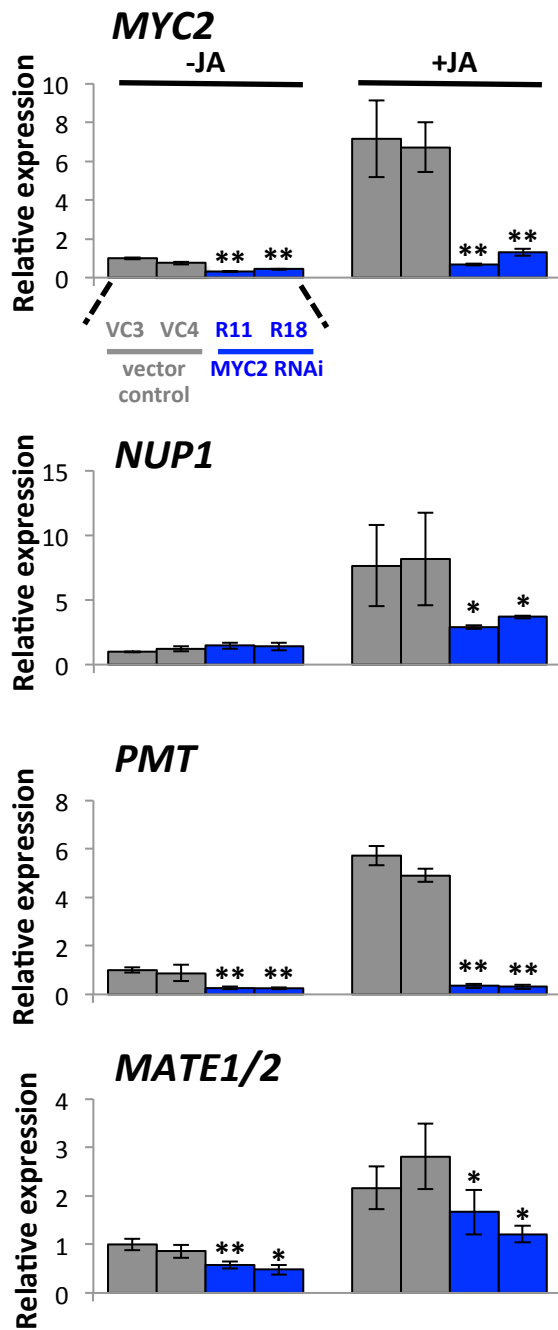 MYC2
-JA +JA
Relative expression
10
8
6
4
2
0
** ** ** **
VC3 VC4 R11 R18
vector control
MYC2 RNAi
NUP1
Relative expression
15
10
5
0
* *
PMT
Relative expression
8
6
4
2
0
** ** ** **
MATE1/2
Relative expression
4
3
2
1
0
** * * *